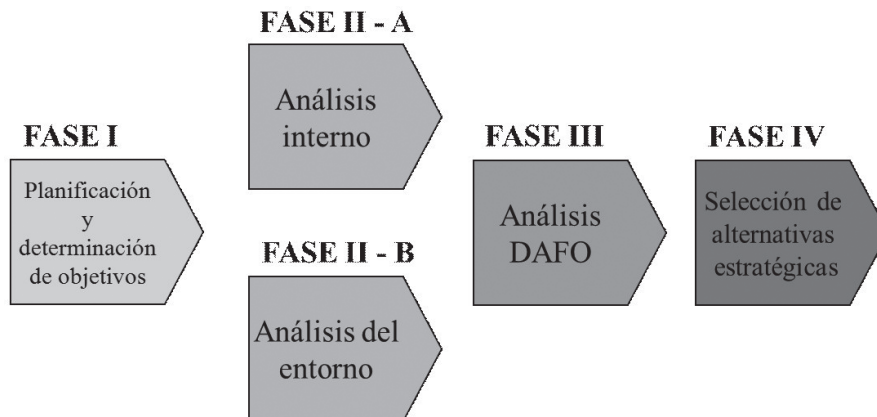 FASE I
Planificación
y
determinación
de objetivos
FASE II - A
Análisis
interno
FASE II - B
Análisis del
entorno
FASE III
Análisis
DAFO
FASE IV
Selección de
alternativas
estratégicas